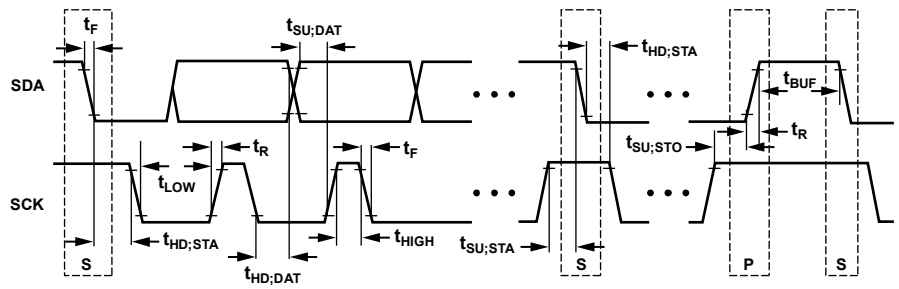 tF
tSU;DAT
tHD;STA
SDA
tBUF
tR
tF
tSU;STO
tR
tLOW
SCK
tHD;STA
tHIGH
tSU;STA
tHD;DAT
S
S
P
S